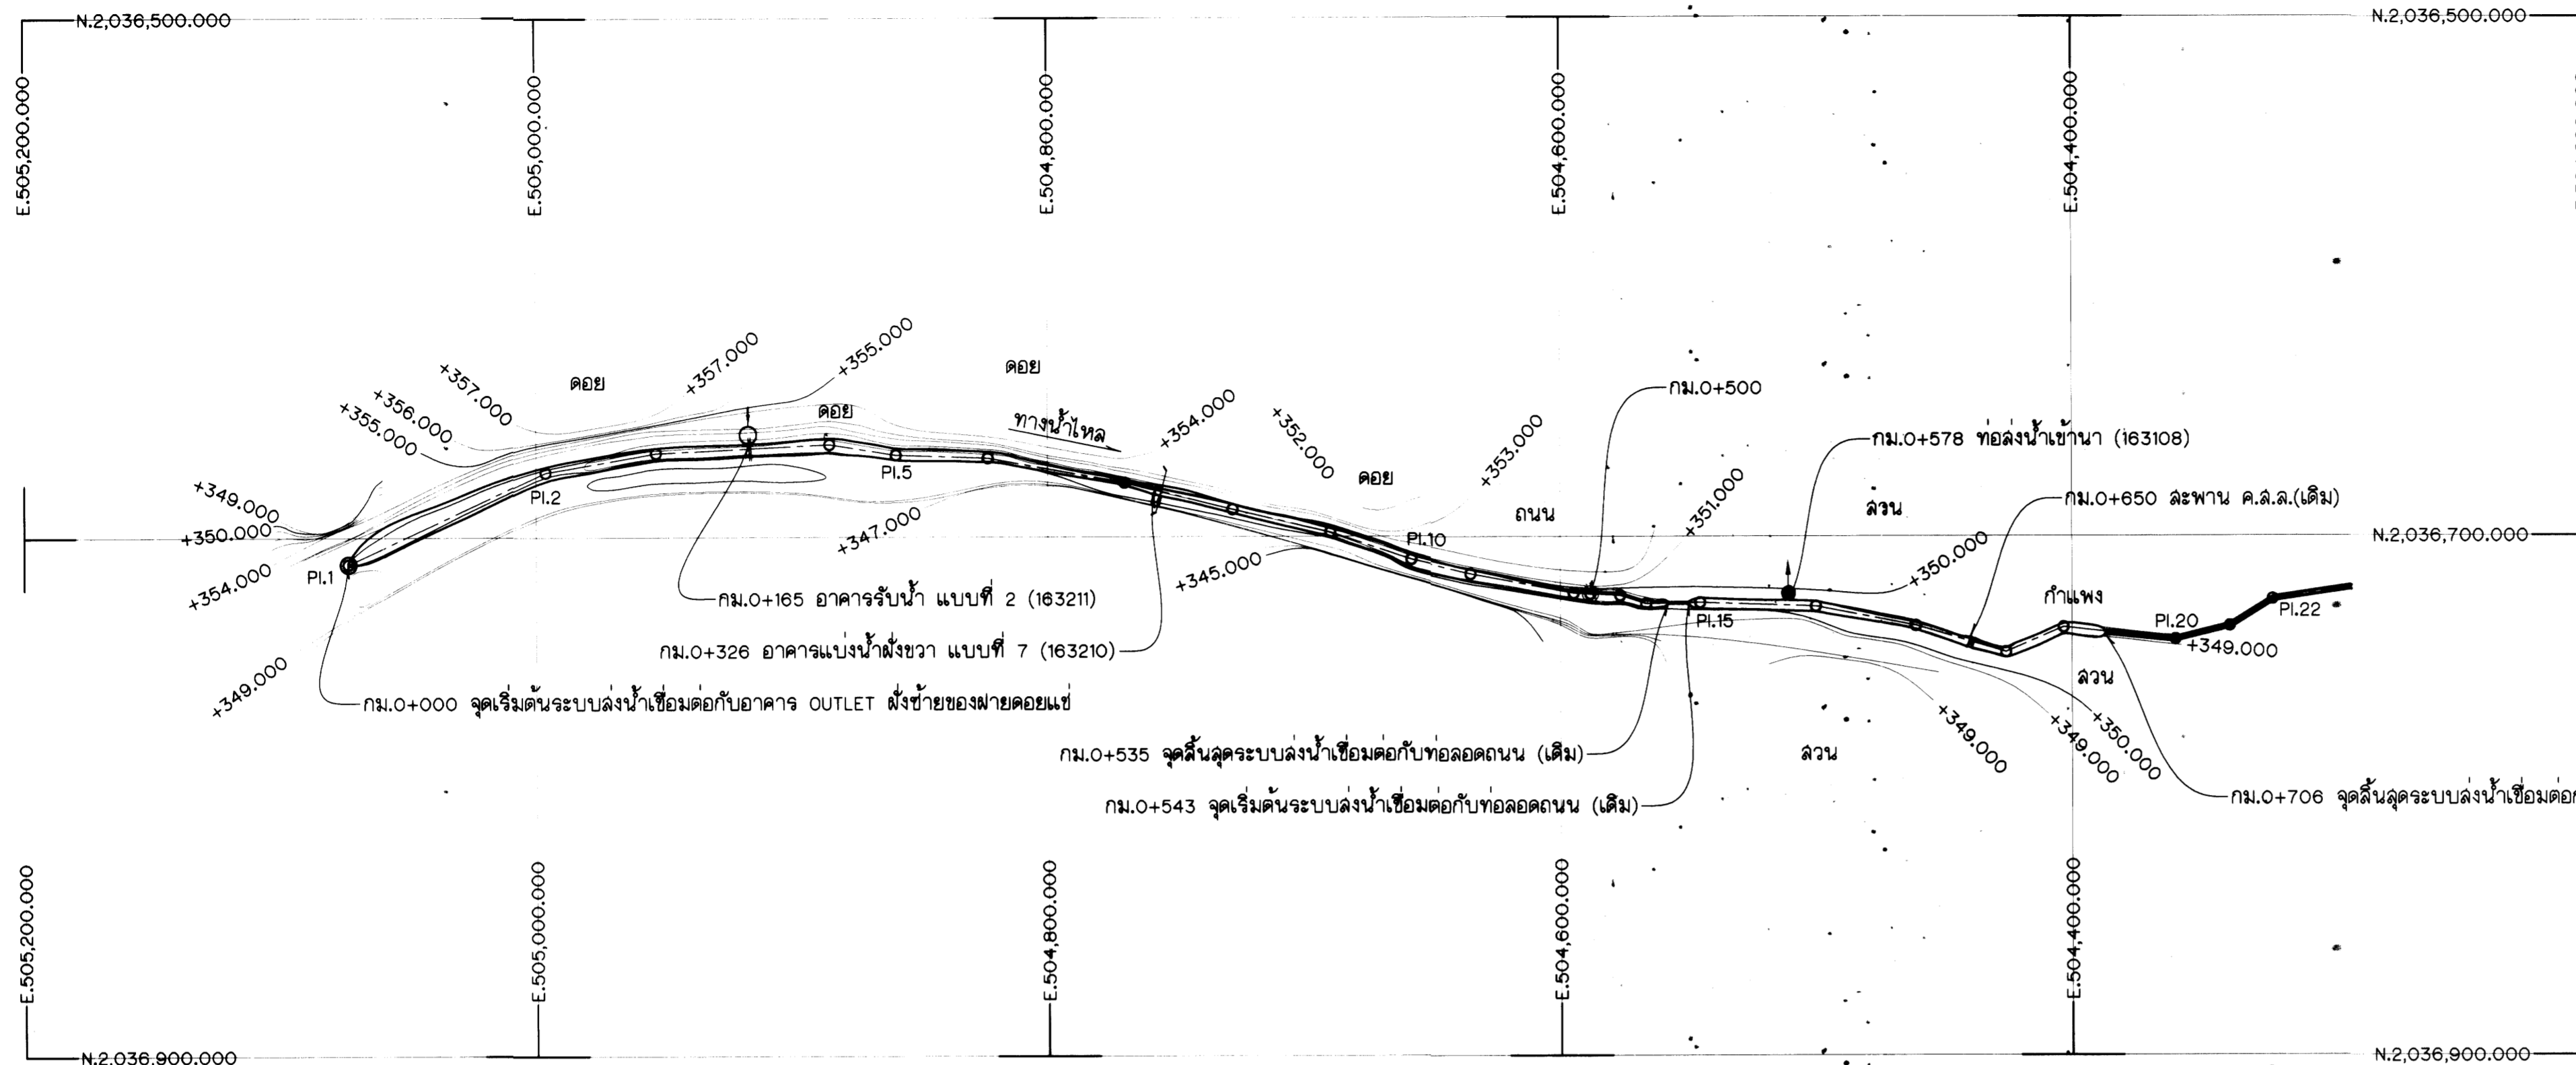 N.2,036,500.000
N.2,036,500.000
E.505,200.000
E.505,000.000
E.504,800.000
E.504,600.000
E.504,400.000
ดอย
+357.000
+355.000
ดอย
+357.000
+356.000
+355.000
ดอย
ทางน้ำไหล
+354.000
+352.000
+353.000
ดอย
กม.0+500
กม.0+578 ท่อส่งน้ำเข้านา (163108)
+349.000
+350.000
+354.000
+349.000
PI.1
PI.2
PI.5
+347.000
+345.000
PI.10
ถนน
+351.000
สวน
กม.0+650 สะพาน ค.ส.ล.(เดิม)
N.2,036,700.000
+350.000
กำแพง
PI.15
PI.20
PI.22
+349.000
สวน
กม.0+165 อาคารรับน้ำ แบบที่ 2 (163211)
กม.0+326 อาคารแบ่งน้ำฝั่งขวา แบบที่ 7 (163210)
กม.0+000 จุดเริ่มต้นระบบส่งน้ำเชื่อมต่อกับอาคาร OUTLET ฝั่งซ้ายของฝายดอยแช่
กม.0+535 จุดสิ้นสุดระบบส่งน้ำเชื่อมต่อกับท่อลอดถนน (เดิม)
สวน
+349.000
+349.000
+350.000
กม.0+543 จุดเริ่มต้นระบบส่งน้ำเชื่อมต่อกับท่อลอดถนน (เดิม)
กม.0+706 จุดสิ้นสุดระบบส่งน้ำเชื่อมต่อ
E.505,200.000
E.505,000.000
E.504,800.000
E.504,600.000
E.504,400.000
N.2,036,900.000
N.2,036,900.000